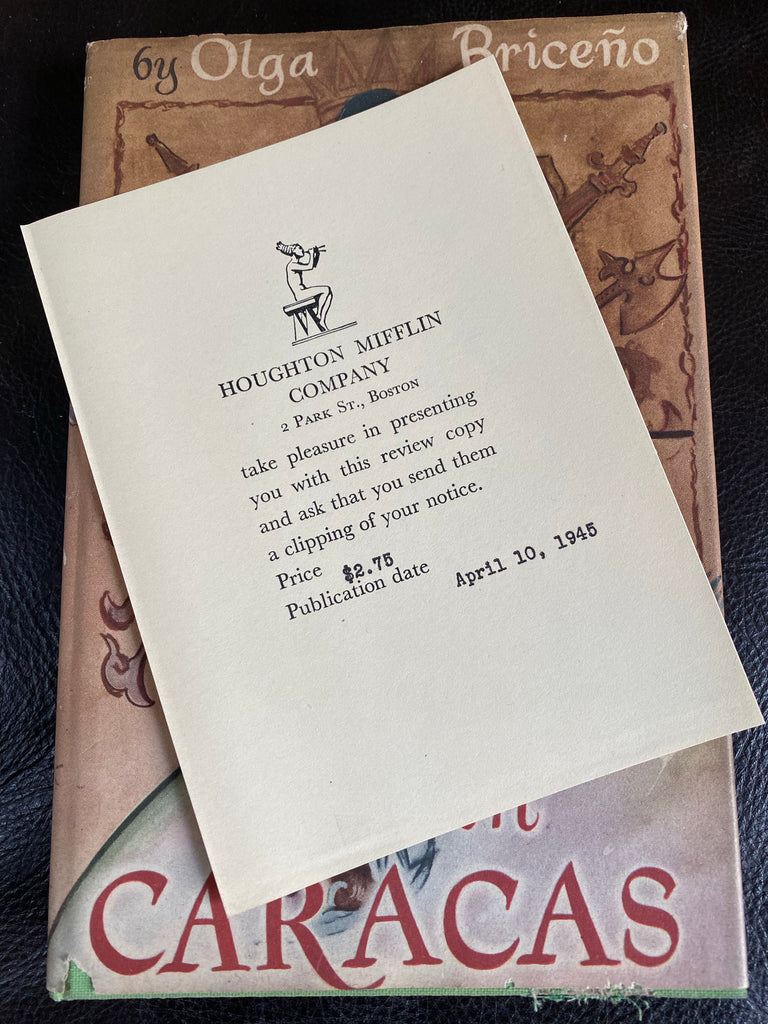 by Olga Briceño
HOUGHTON MIFFLIN
COMPANY
2 PARK ST., BOSTON
take pleasure in presenting
you with this review copy
and ask that you send them
a clipping of your notice.
Price $2.75
Publication date April 10, 1945
CARACAS